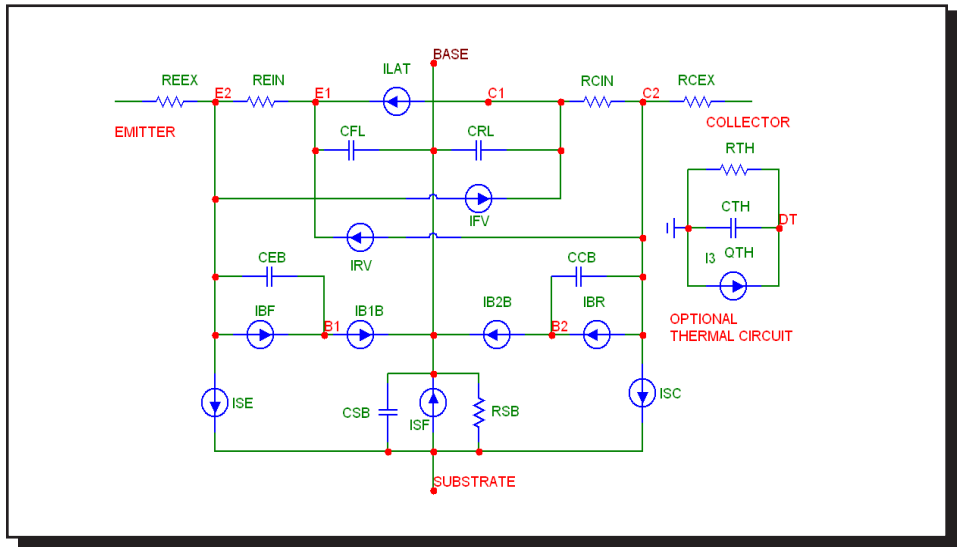 BASE
ILAT
REEX REIN RCIN RCEX
E2 E1 C1 C2
EMITTER COLLECTOR
CFL CRL
RTH
CTH
DT
IFV
IRV
CEB CCB
I3 QTH
IBF IB1B IB2B IBR
B1 B2
OPTIONAL
THERMAL CIRCUIT
ISE CSB ISF RSB ISC
SUBSTRATE